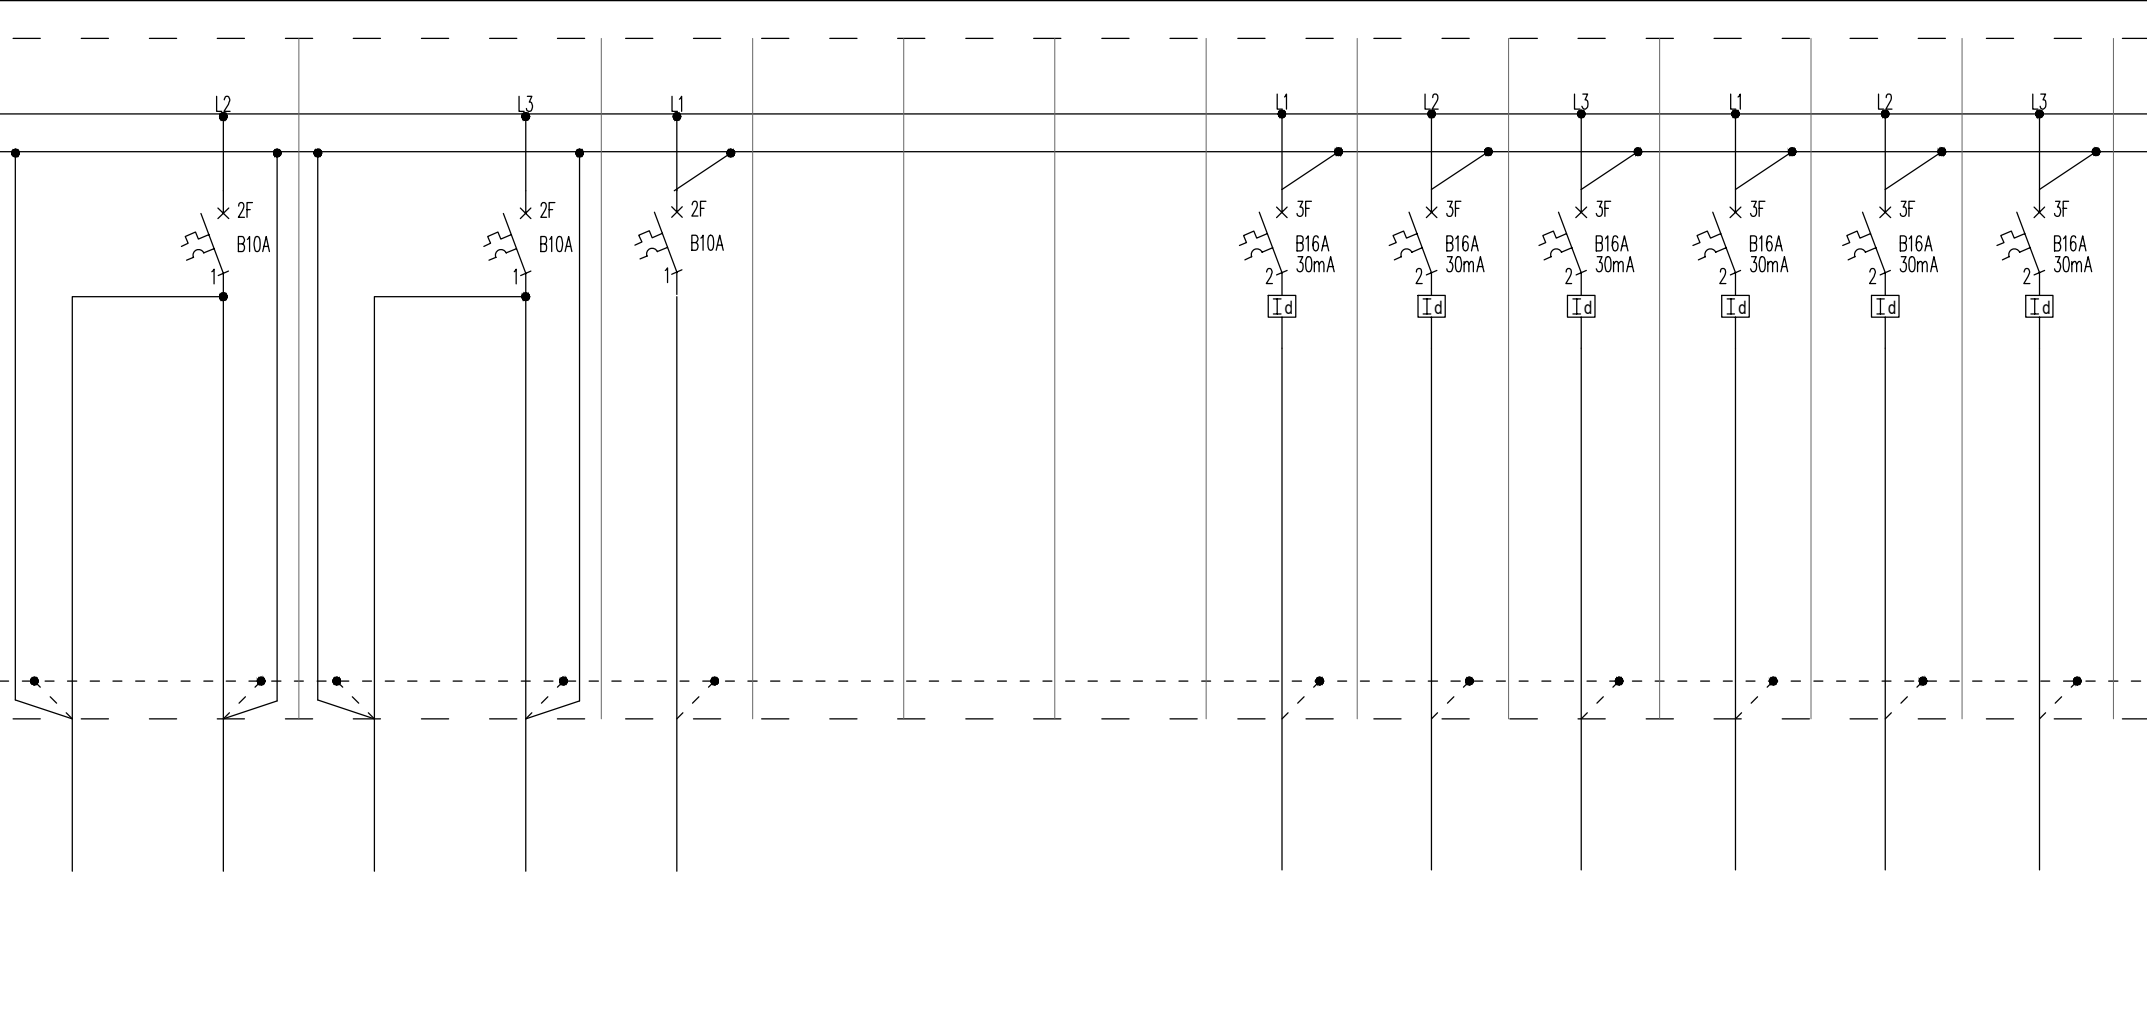 L2 L3 L1 L1 L2 L3 L1 L2 L3
2F 2F 2F 3F 3F 3F 3F 3F 3F
B10A B10A B10A B16A B16A B16A B16A B16A B16A
30mA 30mA 30mA 30mA 30mA 30mA
1 1 1 2 2 2 2 2 2
Id Id Id Id Id Id